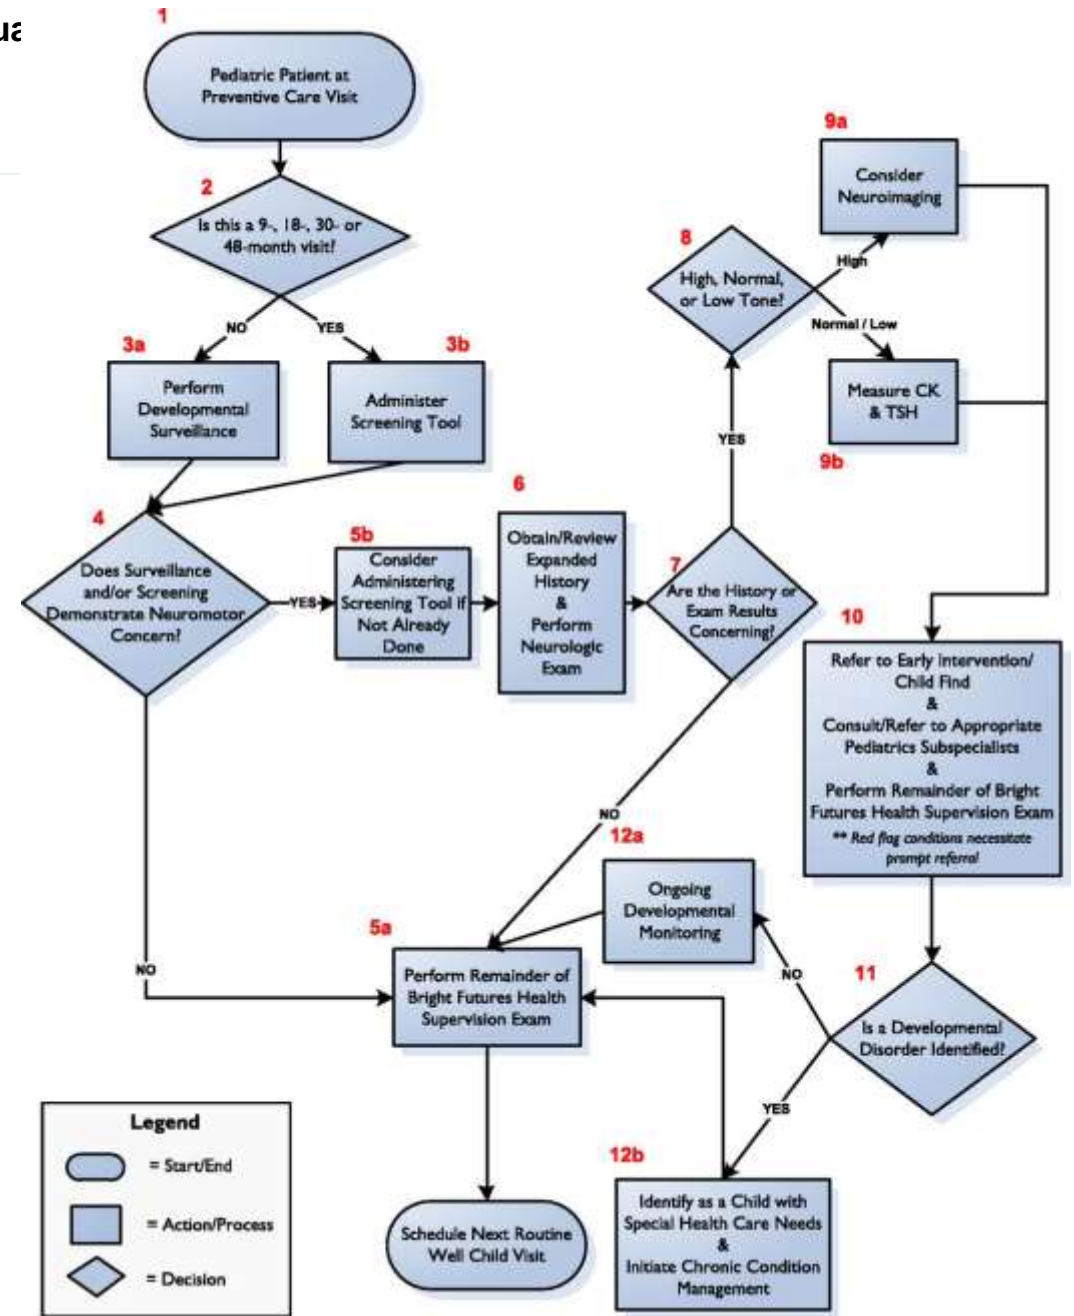 1
Pediatric Patient at
Preventive Care Visit
2
Is this a 9-, 18-, 30- or
48-month visit?
NO
YES
3a
Perform
Developmental
Surveillance
3b
Administer
Screening Tool
4
Does Surveillance
and/or Screening
Demonstrate Neuromotor
Concern?
YES
NO
5b
Consider
Administering
Screening Tool if
Not Already
Done
6
Obtain/Review
Expanded
History
&
Perform
Neurologic
Exam
7
Are the History or
Exam Results
Concerning?
YES
NO
8
High, Normal,
or Low Tone?
High
Normal / Low
9a
Consider
Neuroimaging
Measure CK
& TSH
9b
10
Refer to Early Intervention/
Child Find
&
Consult/Refer to Appropriate
Pediatrics Subspecialists
&
Perform Remainder of Bright
Futures Health Supervision Exam
** Red flag conditions necessitate
prompt referral
11
Is a Developmental
Disorder Identified?
NO
YES
12a
Ongoing
Developmental
Monitoring
12b
Identify as a Child with
Special Health Care Needs
&
Initiate Chronic Condition
Management
5a
Perform Remainder of
Bright Futures Health
Supervision Exam
Schedule Next Routine
Well Child Visit
Legend
= Start/End
= Action/Process
= Decision